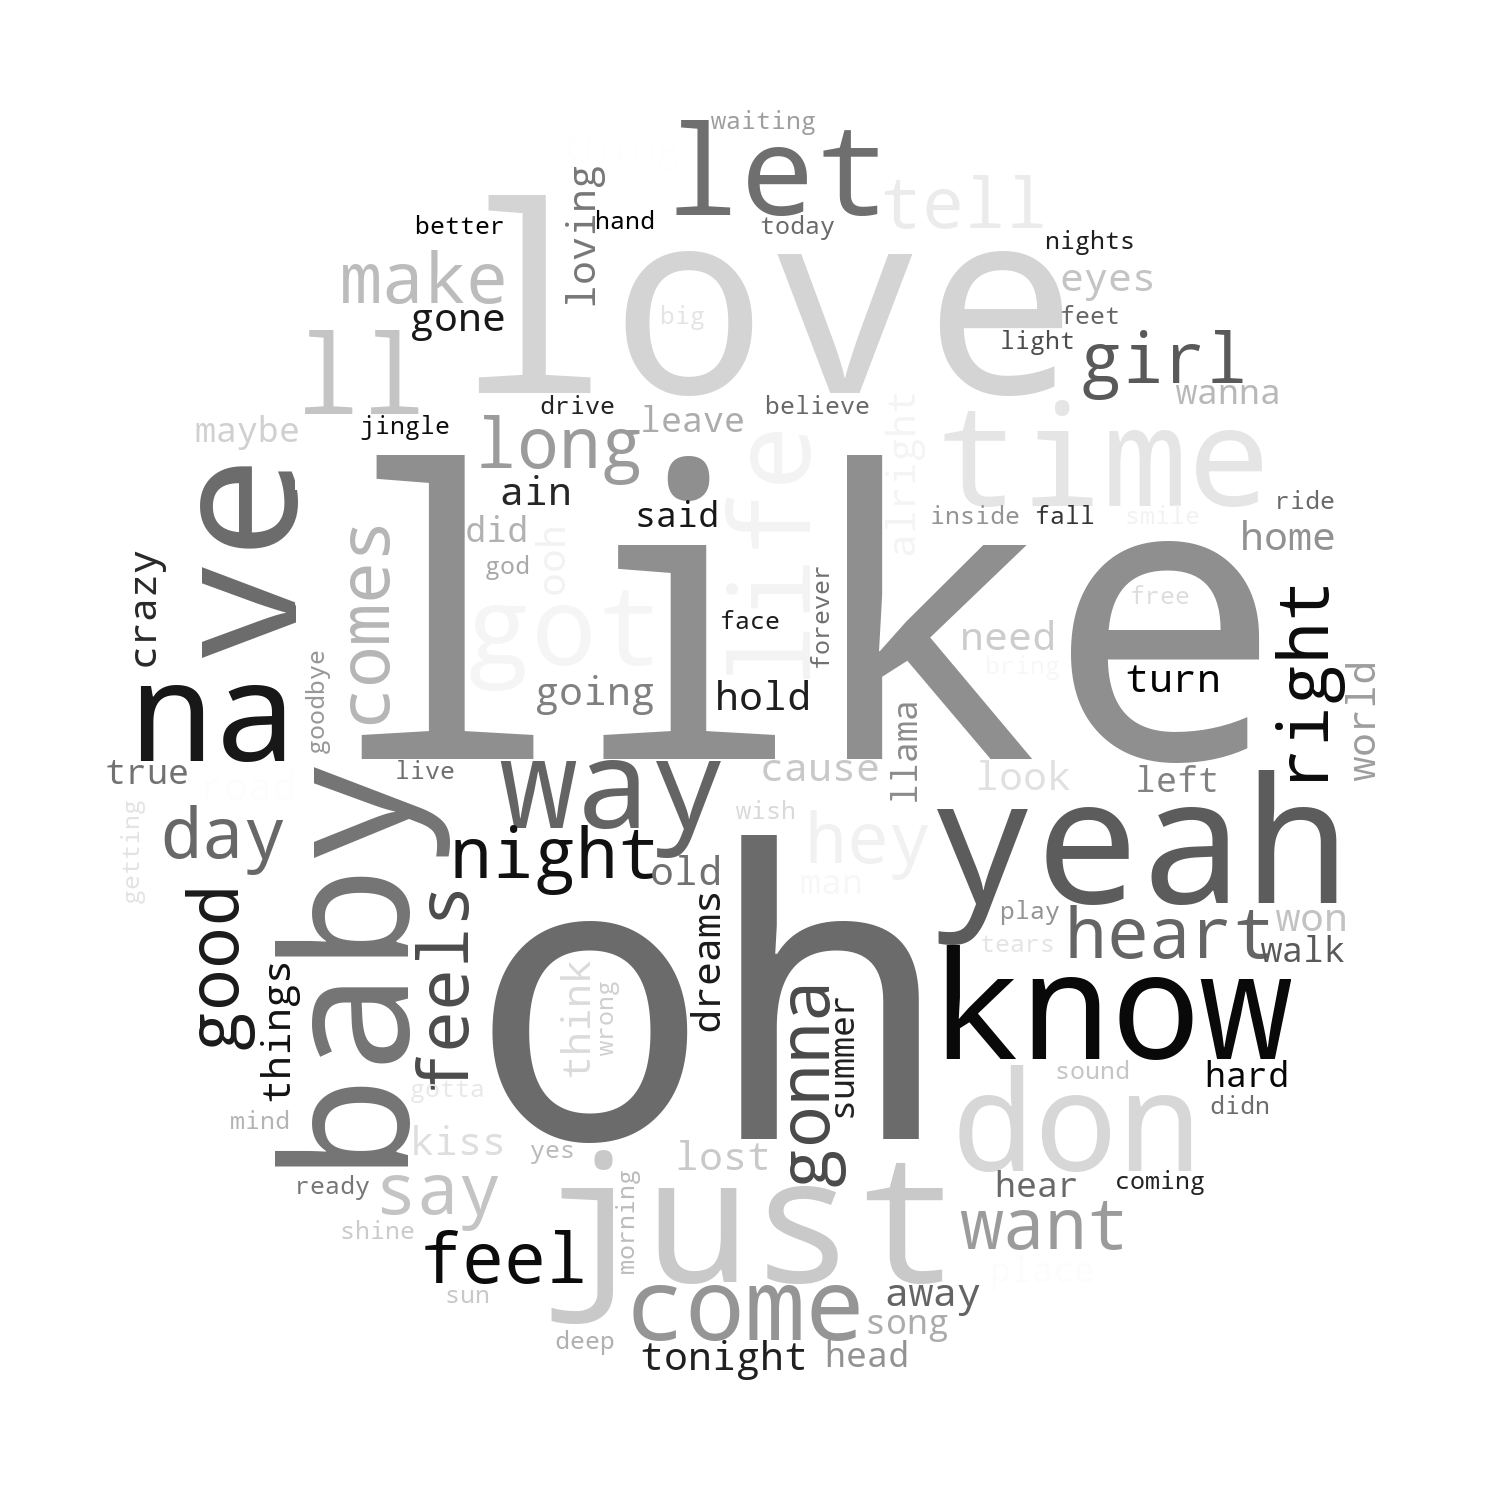 waiting
let
loving
tell
better
hand
today
nights
love
make
eyes
gone
big
feet
light
girl
ll
wanna
drive
believe
maybe
jingle
long
leave
alright
time
ve
ain
said
life
inside
fall
smile
ride
home
comes
did
ooh
god
like
crazy
got
face
forever
free
need
bring
right
turn
world
na
goodbye
going
hold
llama
true
live
way
cause
look
left
road
getting
day
baby
night
wish
hey
yeah
old
man
good
feels
dreams
play
heart
won
tears
walk
oh
know
things
think
wrong
gonna
summer
sound
hard
gotta
don
didn
mind
kiss
yes
lost
ready
say
just
morning
hear
coming
shine
want
feel
place
sun
come
away
song
deep
tonight
head